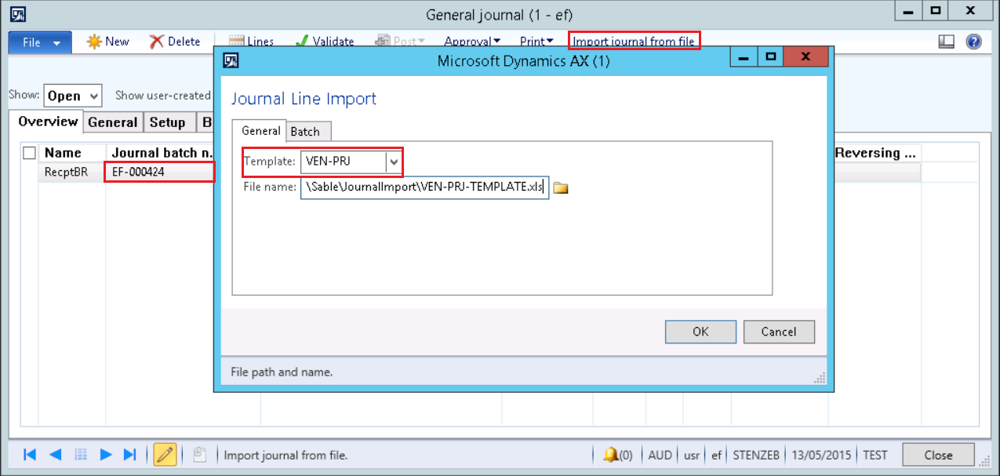 General journal (1 - ef)
File New Delete Lines Validate Post Approval Print Import journal from file
Microsoft Dynamics AX (1)
Show: Open Show user-created
Journal Line Import
Overview General Setup B
General Batch
Name Journal batch n... Reversing ...
RecptBR EF-000424
Template: VEN-PRJ
File name: \Sable\JournalImport\VEN-PRJ-TEMPLATE.xls
OK Cancel
File path and name.
Import journal from file. (0) AUD usr ef STENZEB 13/05/2015 TEST Close